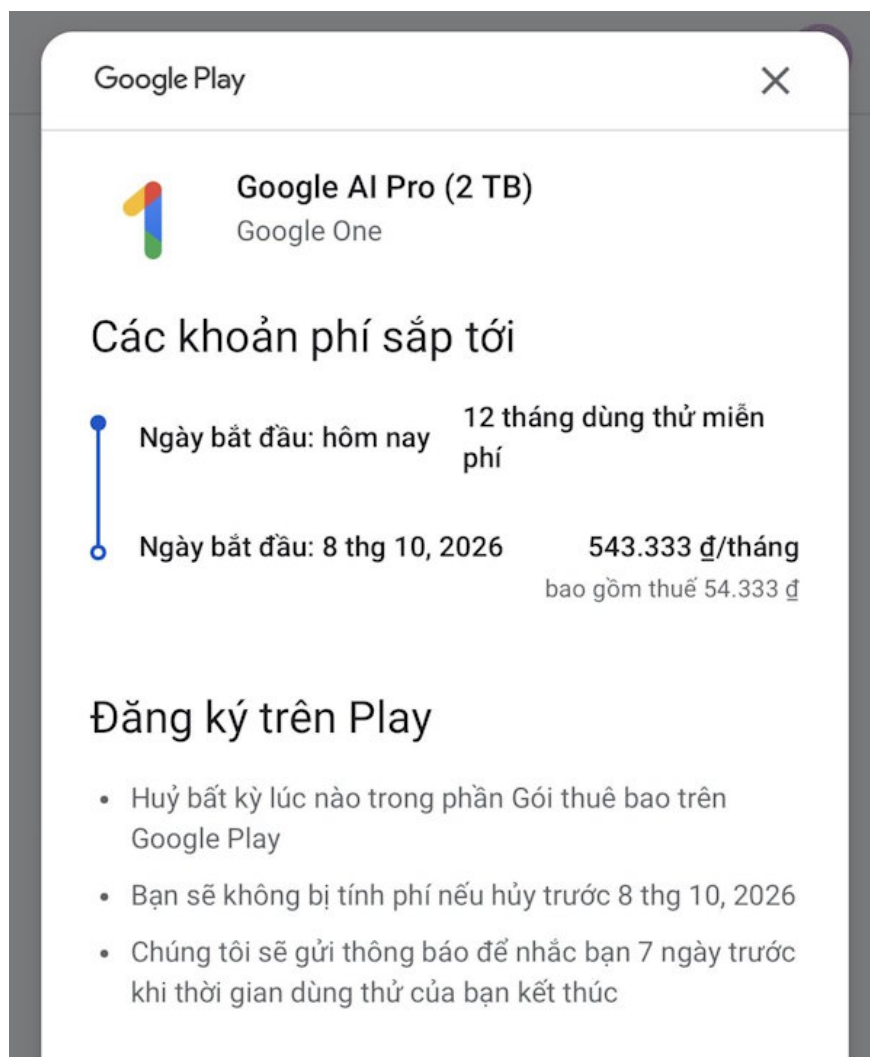 Google Play
Google AI Pro (2 TB)
Google One
Các khoản phí sắp tới
Ngày bắt đầu: hôm nay
12 tháng dùng thử miễn
phí
Ngày bắt đầu: 8 thg 10, 2026
543.333 ₫/tháng
bao gồm thuế 54.333 ₫
Đăng ký trên Play
• Huỷ bất kỳ lúc nào trong phần Gói thuê bao trên
Google Play
• Bạn sẽ không bị tính phí nếu hủy trước 8 thg 10, 2026
• Chúng tôi sẽ gửi thông báo để nhắc bạn 7 ngày trước
khi thời gian dùng thử của bạn kết thúc